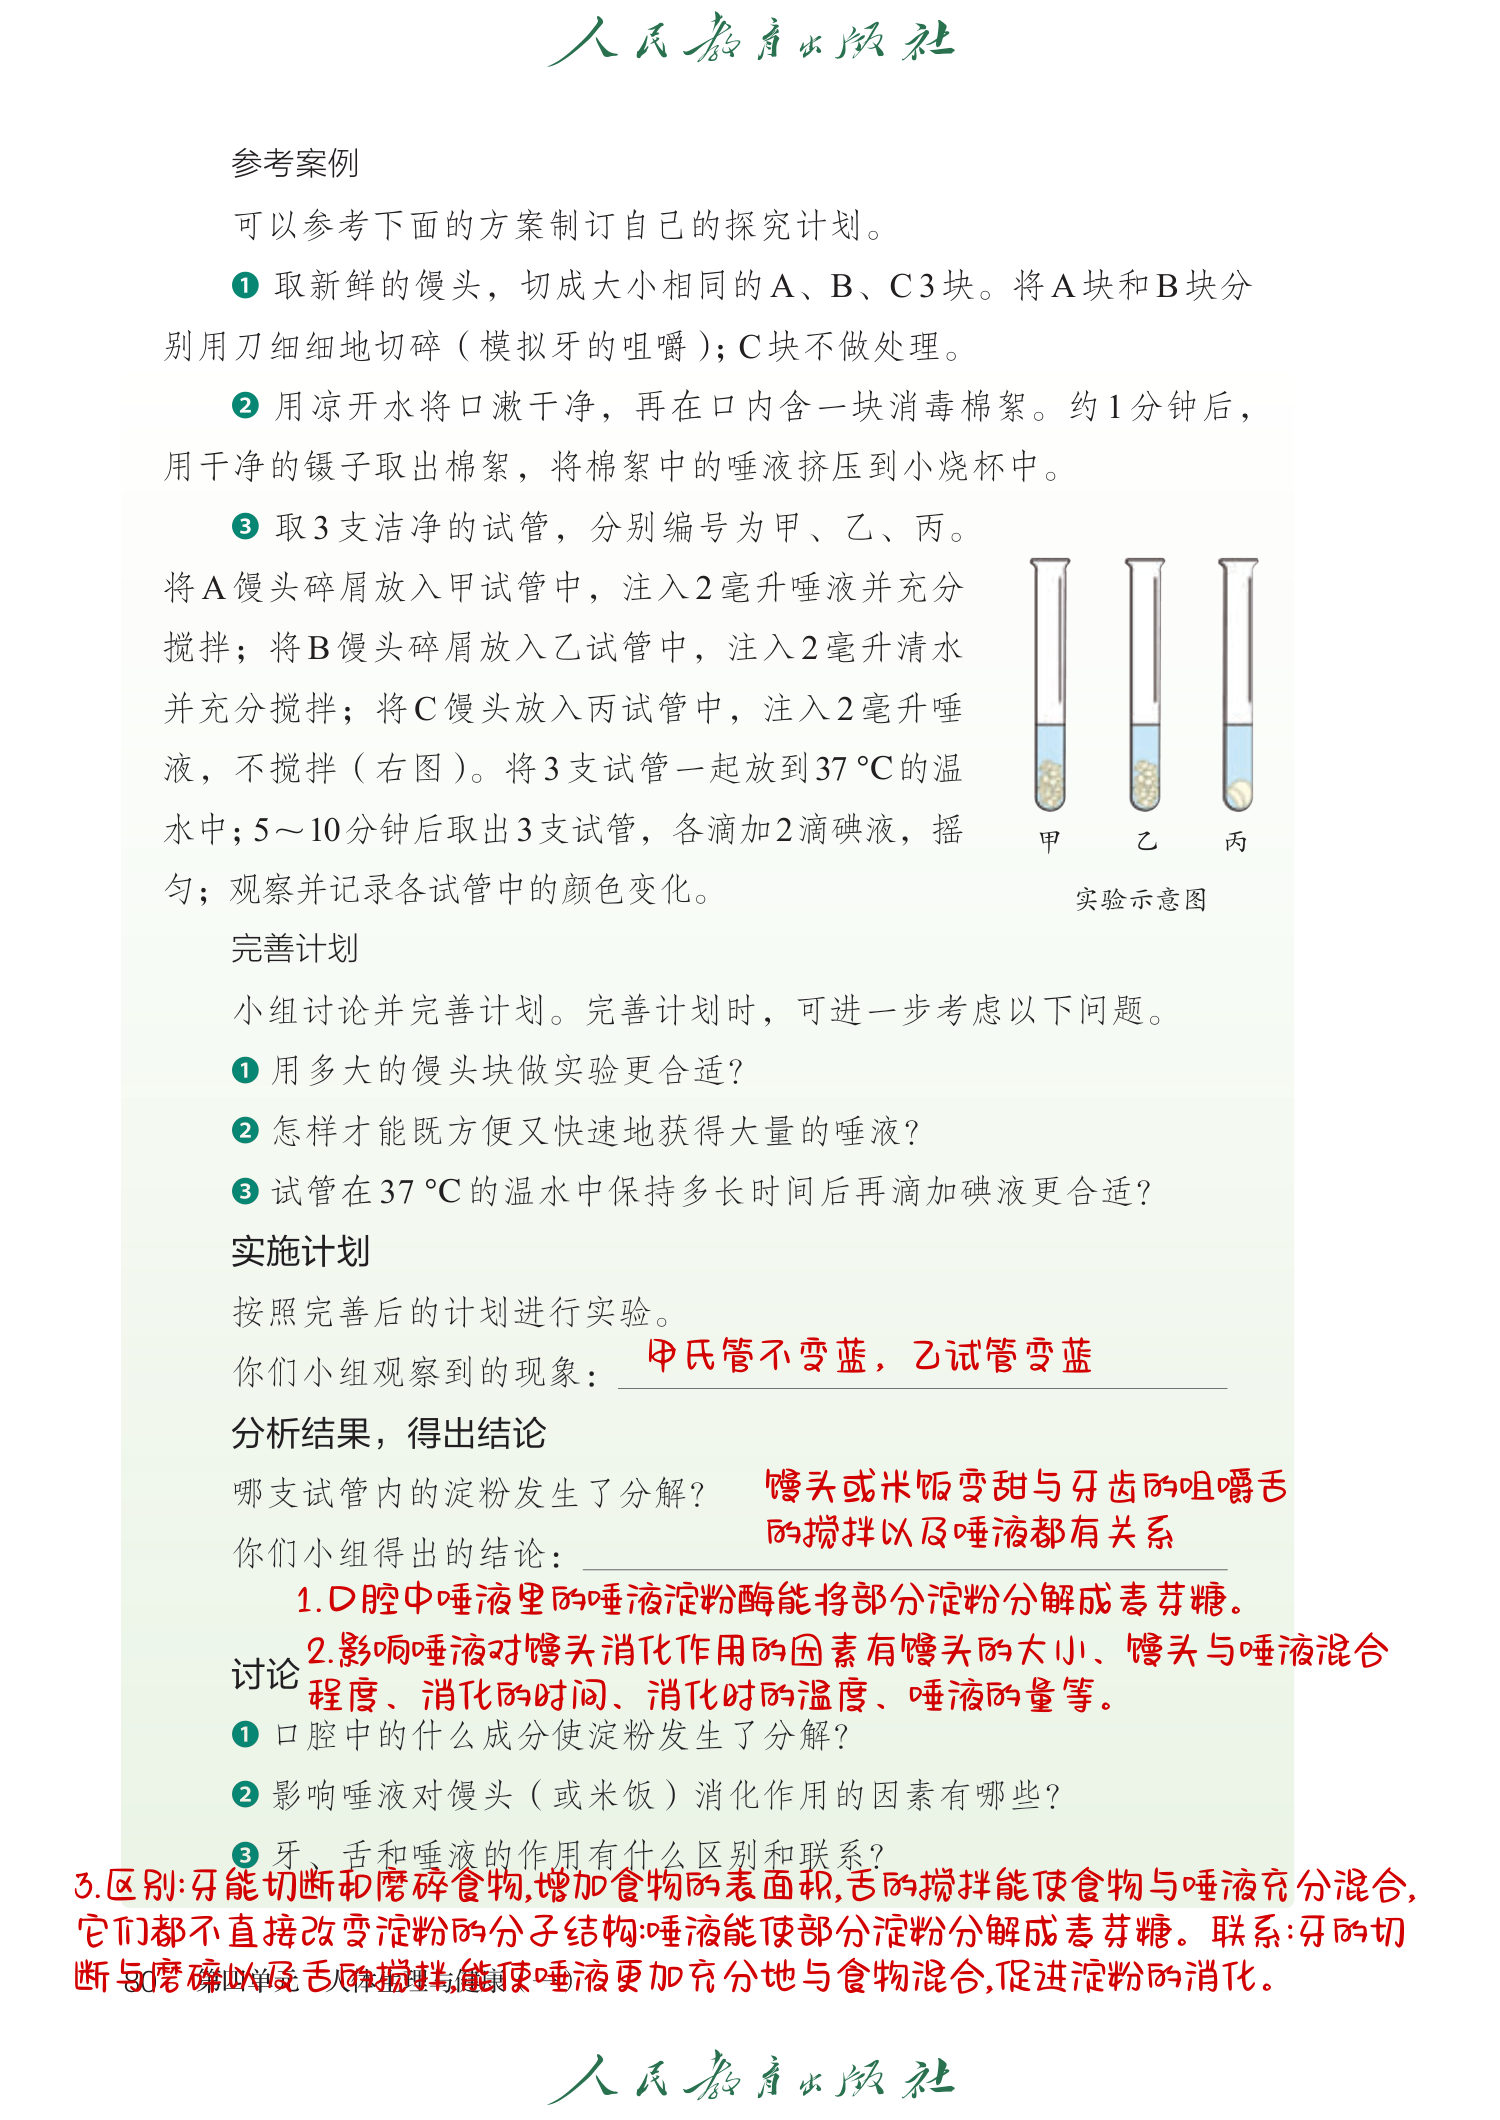 人民教育出版社
参考案例
可以参考下面的方案制订自己的探究计划。
❶ 取新鲜的馒头，切成大小相同的A、B、C 3块。将A块和B块分
别用刀细细地切碎（模拟牙的咀嚼）；C块不做处理。
❷ 用凉开水将口漱干净，再在口内含一块消毒棉絮。约1分钟后，
用干净的镊子取出棉絮，将棉絮中的唾液挤压到小烧杯中。
❸ 取3支洁净的试管，分别编号为甲、乙、丙。
将A馒头碎屑放入甲试管中，注入2毫升唾液并充分
搅拌；将B馒头碎屑放入乙试管中，注入2毫升清水
并充分搅拌；将C馒头放入丙试管中，注入2毫升唾
液，不搅拌（右图）。将3支试管一起放到37 ℃的温
水中；5～10分钟后取出3支试管，各滴加2滴碘液，摇
匀；观察并记录各试管中的颜色变化。
甲 乙 丙
实验示意图
完善计划
小组讨论并完善计划。完善计划时，可进一步考虑以下问题。
❶ 用多大的馒头块做实验更合适？
❷ 怎样才能既方便又快速地获得大量的唾液？
❸ 试管在37 ℃的温水中保持多长时间后再滴加碘液更合适？
实施计划
按照完善后的计划进行实验。
你们小组观察到的现象：甲氏管不变蓝，乙试管变蓝
分析结果，得出结论
哪支试管内的淀粉发生了分解？
馒头或米饭变甜与牙齿的咀嚼舌
的搅拌以及唾液都有关系
你们小组得出的结论：
1.口腔中唾液里的唾液淀粉酶能将部分淀粉分解成麦芽糖。
2.影响唾液对馒头消化作用的因素有馒头的大小、馒头与唾液混合
程度、消化的时间、消化时的温度、唾液的量等。
讨论
❶ 口腔中的什么成分使淀粉发生了分解？
❷ 影响唾液对馒头（或米饭）消化作用的因素有哪些？
❸ 牙、舌和唾液的作用有什么区别和联系？
3.区别:牙能切断和磨碎食物,增加食物的表面积,舌的搅拌能使食物与唾液充分混合,
它们都不直接改变淀粉的分子结构:唾液能使部分淀粉分解成麦芽糖。联系:牙的切
断与磨碎以及舌的搅拌,能使唾液更加充分地与食物混合,促进淀粉的消化。
80 第四单元 人体生理与健康
人民教育出版社